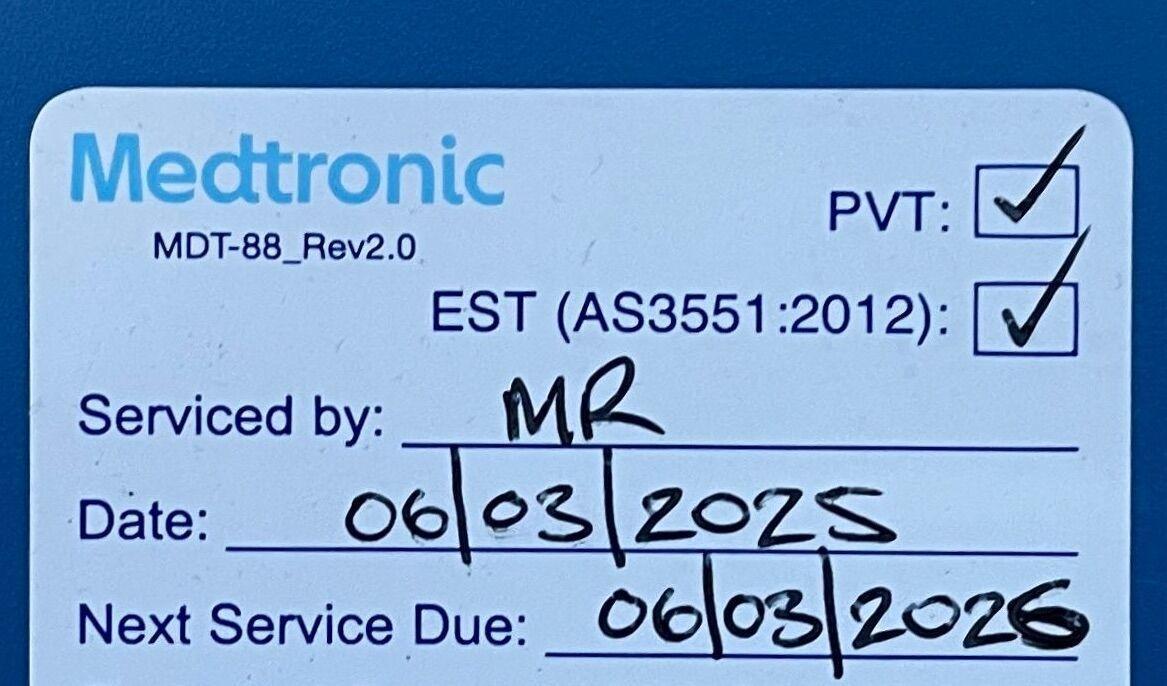 Medtronic
MDT-88_Rev2.0
PVT: ✓
EST (AS3551:2012): ✓
Serviced by: MR
Date: 06/03/2025
Next Service Due: 06/03/2026